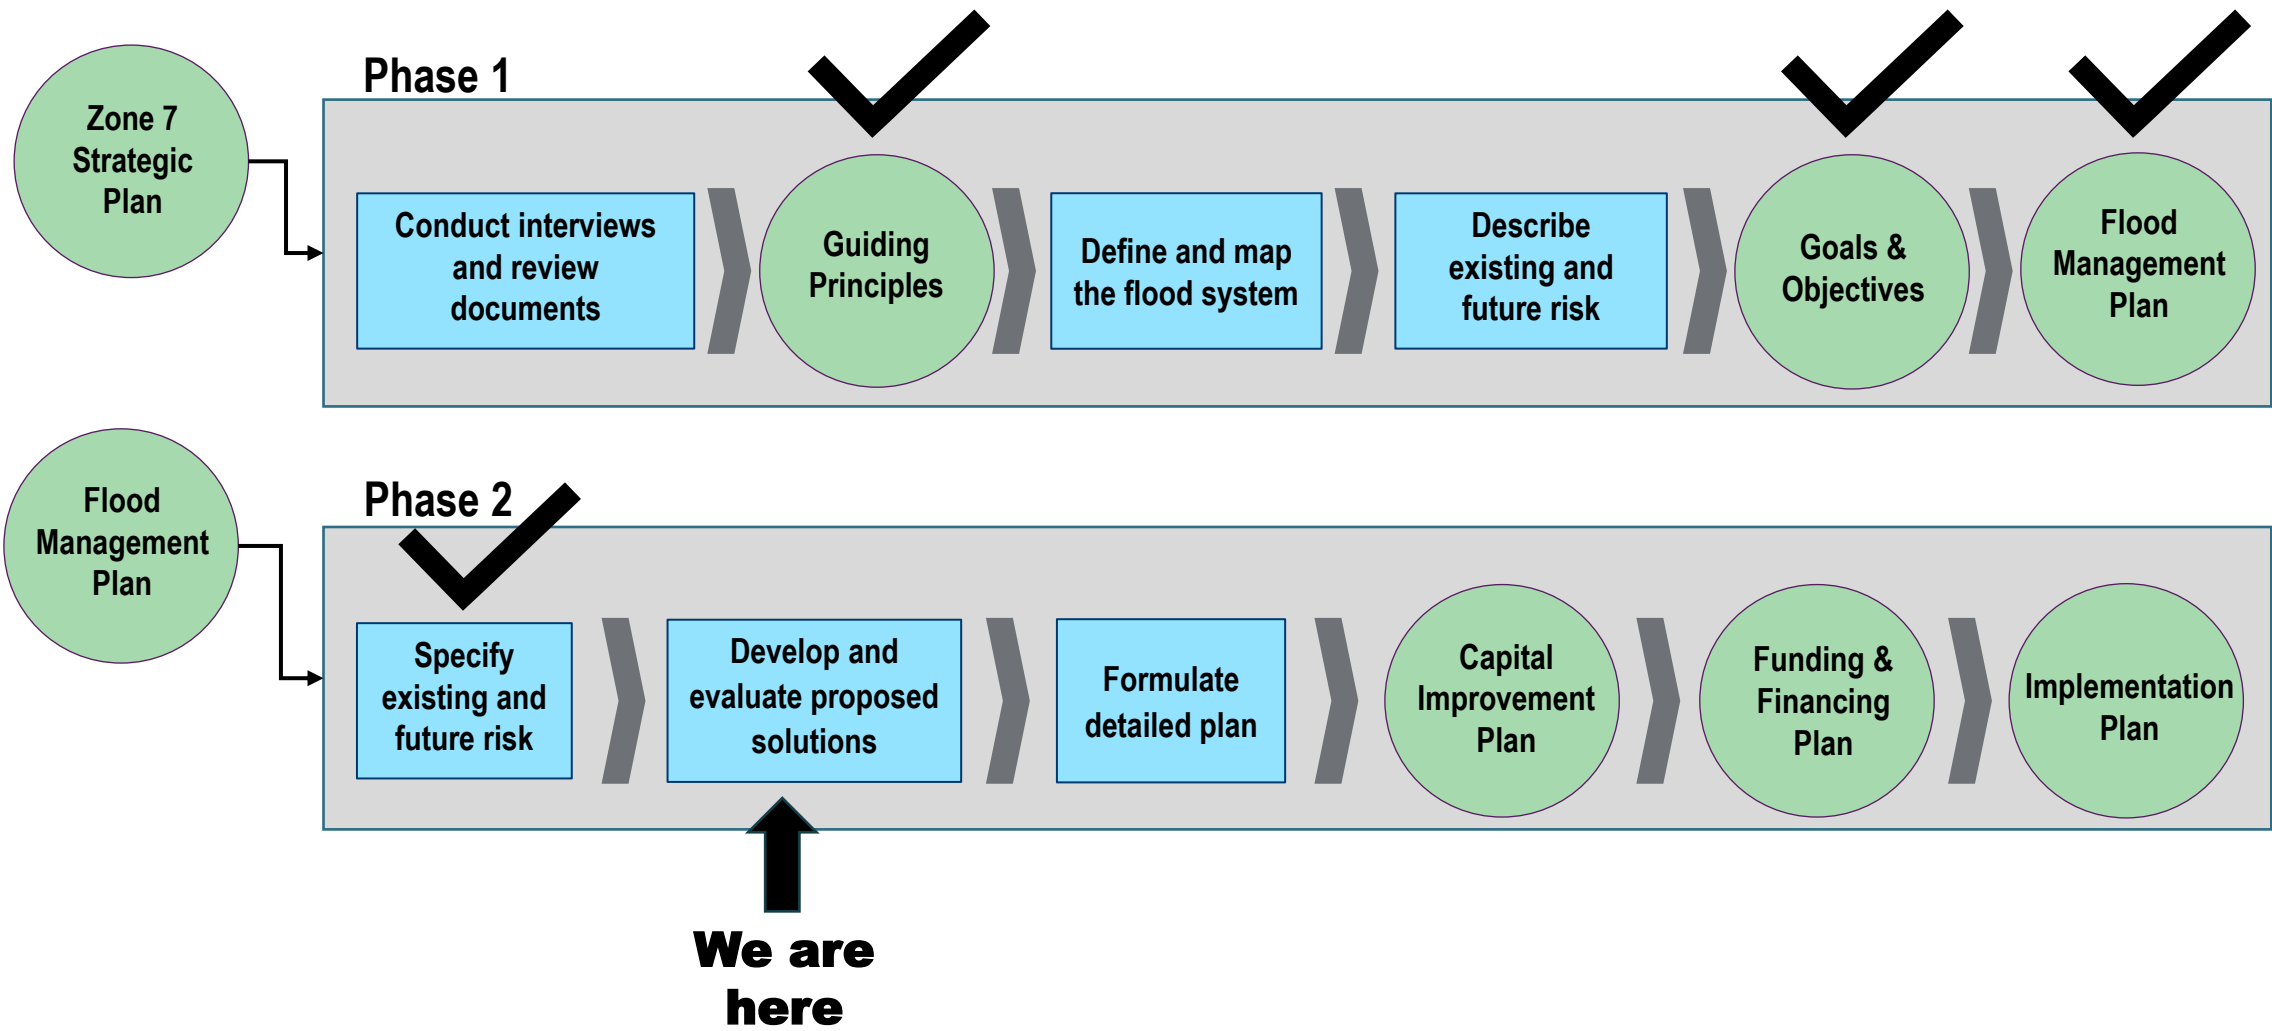 Phase 1
Zone 7
Strategic
Plan
Conduct interviews
and review
documents
Guiding
Principles
Define and map
the flood system
Describe
existing and
future risk
Goals &
Objectives
Flood
Management
Plan
Phase 2
Flood
Management
Plan
Specify
existing and
future risk
Develop and
evaluate proposed
solutions
Formulate
detailed plan
Capital
Improvement
Plan
Funding &
Financing
Plan
Implementation
Plan
We are
here